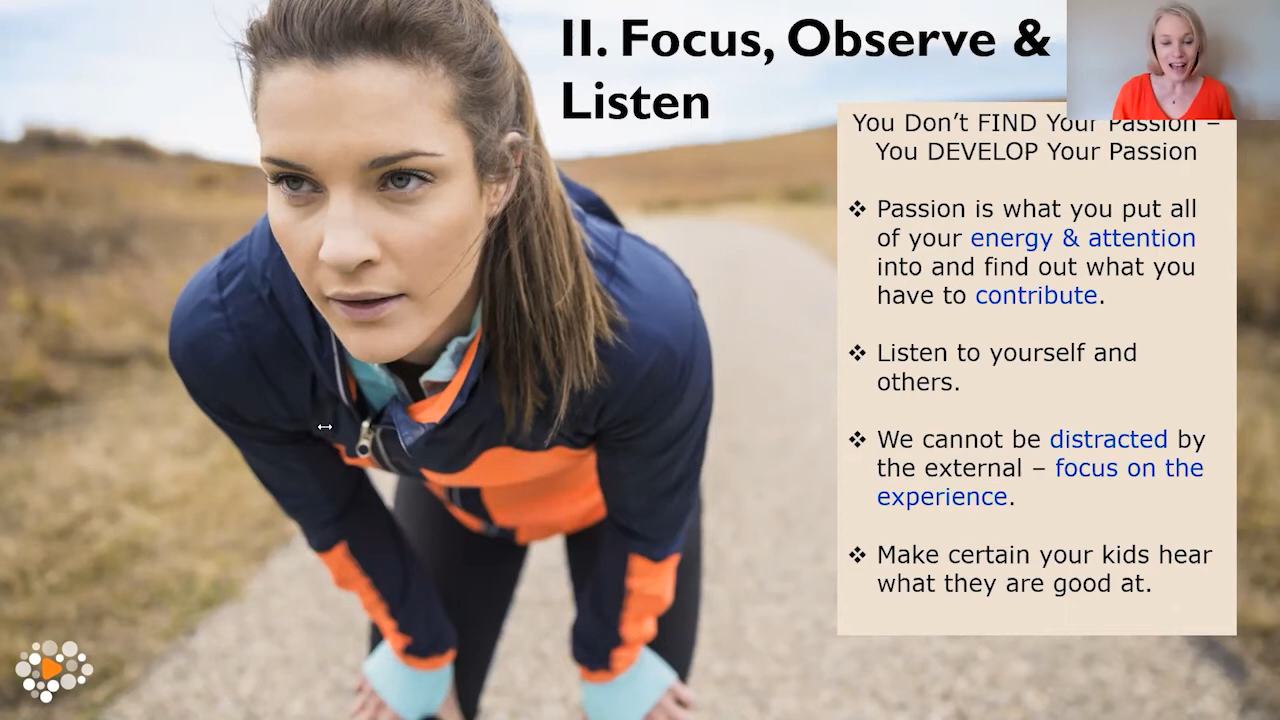 II. Focus, Observe &
Listen
You Don’t FIND Your Passion –
You DEVELOP Your Passion
❖ Passion is what you put all
of your energy & attention
into and find out what you
have to contribute.
❖ Listen to yourself and
others.
❖ We cannot be distracted by
the external – focus on the
experience.
❖ Make certain your kids hear
what they are good at.